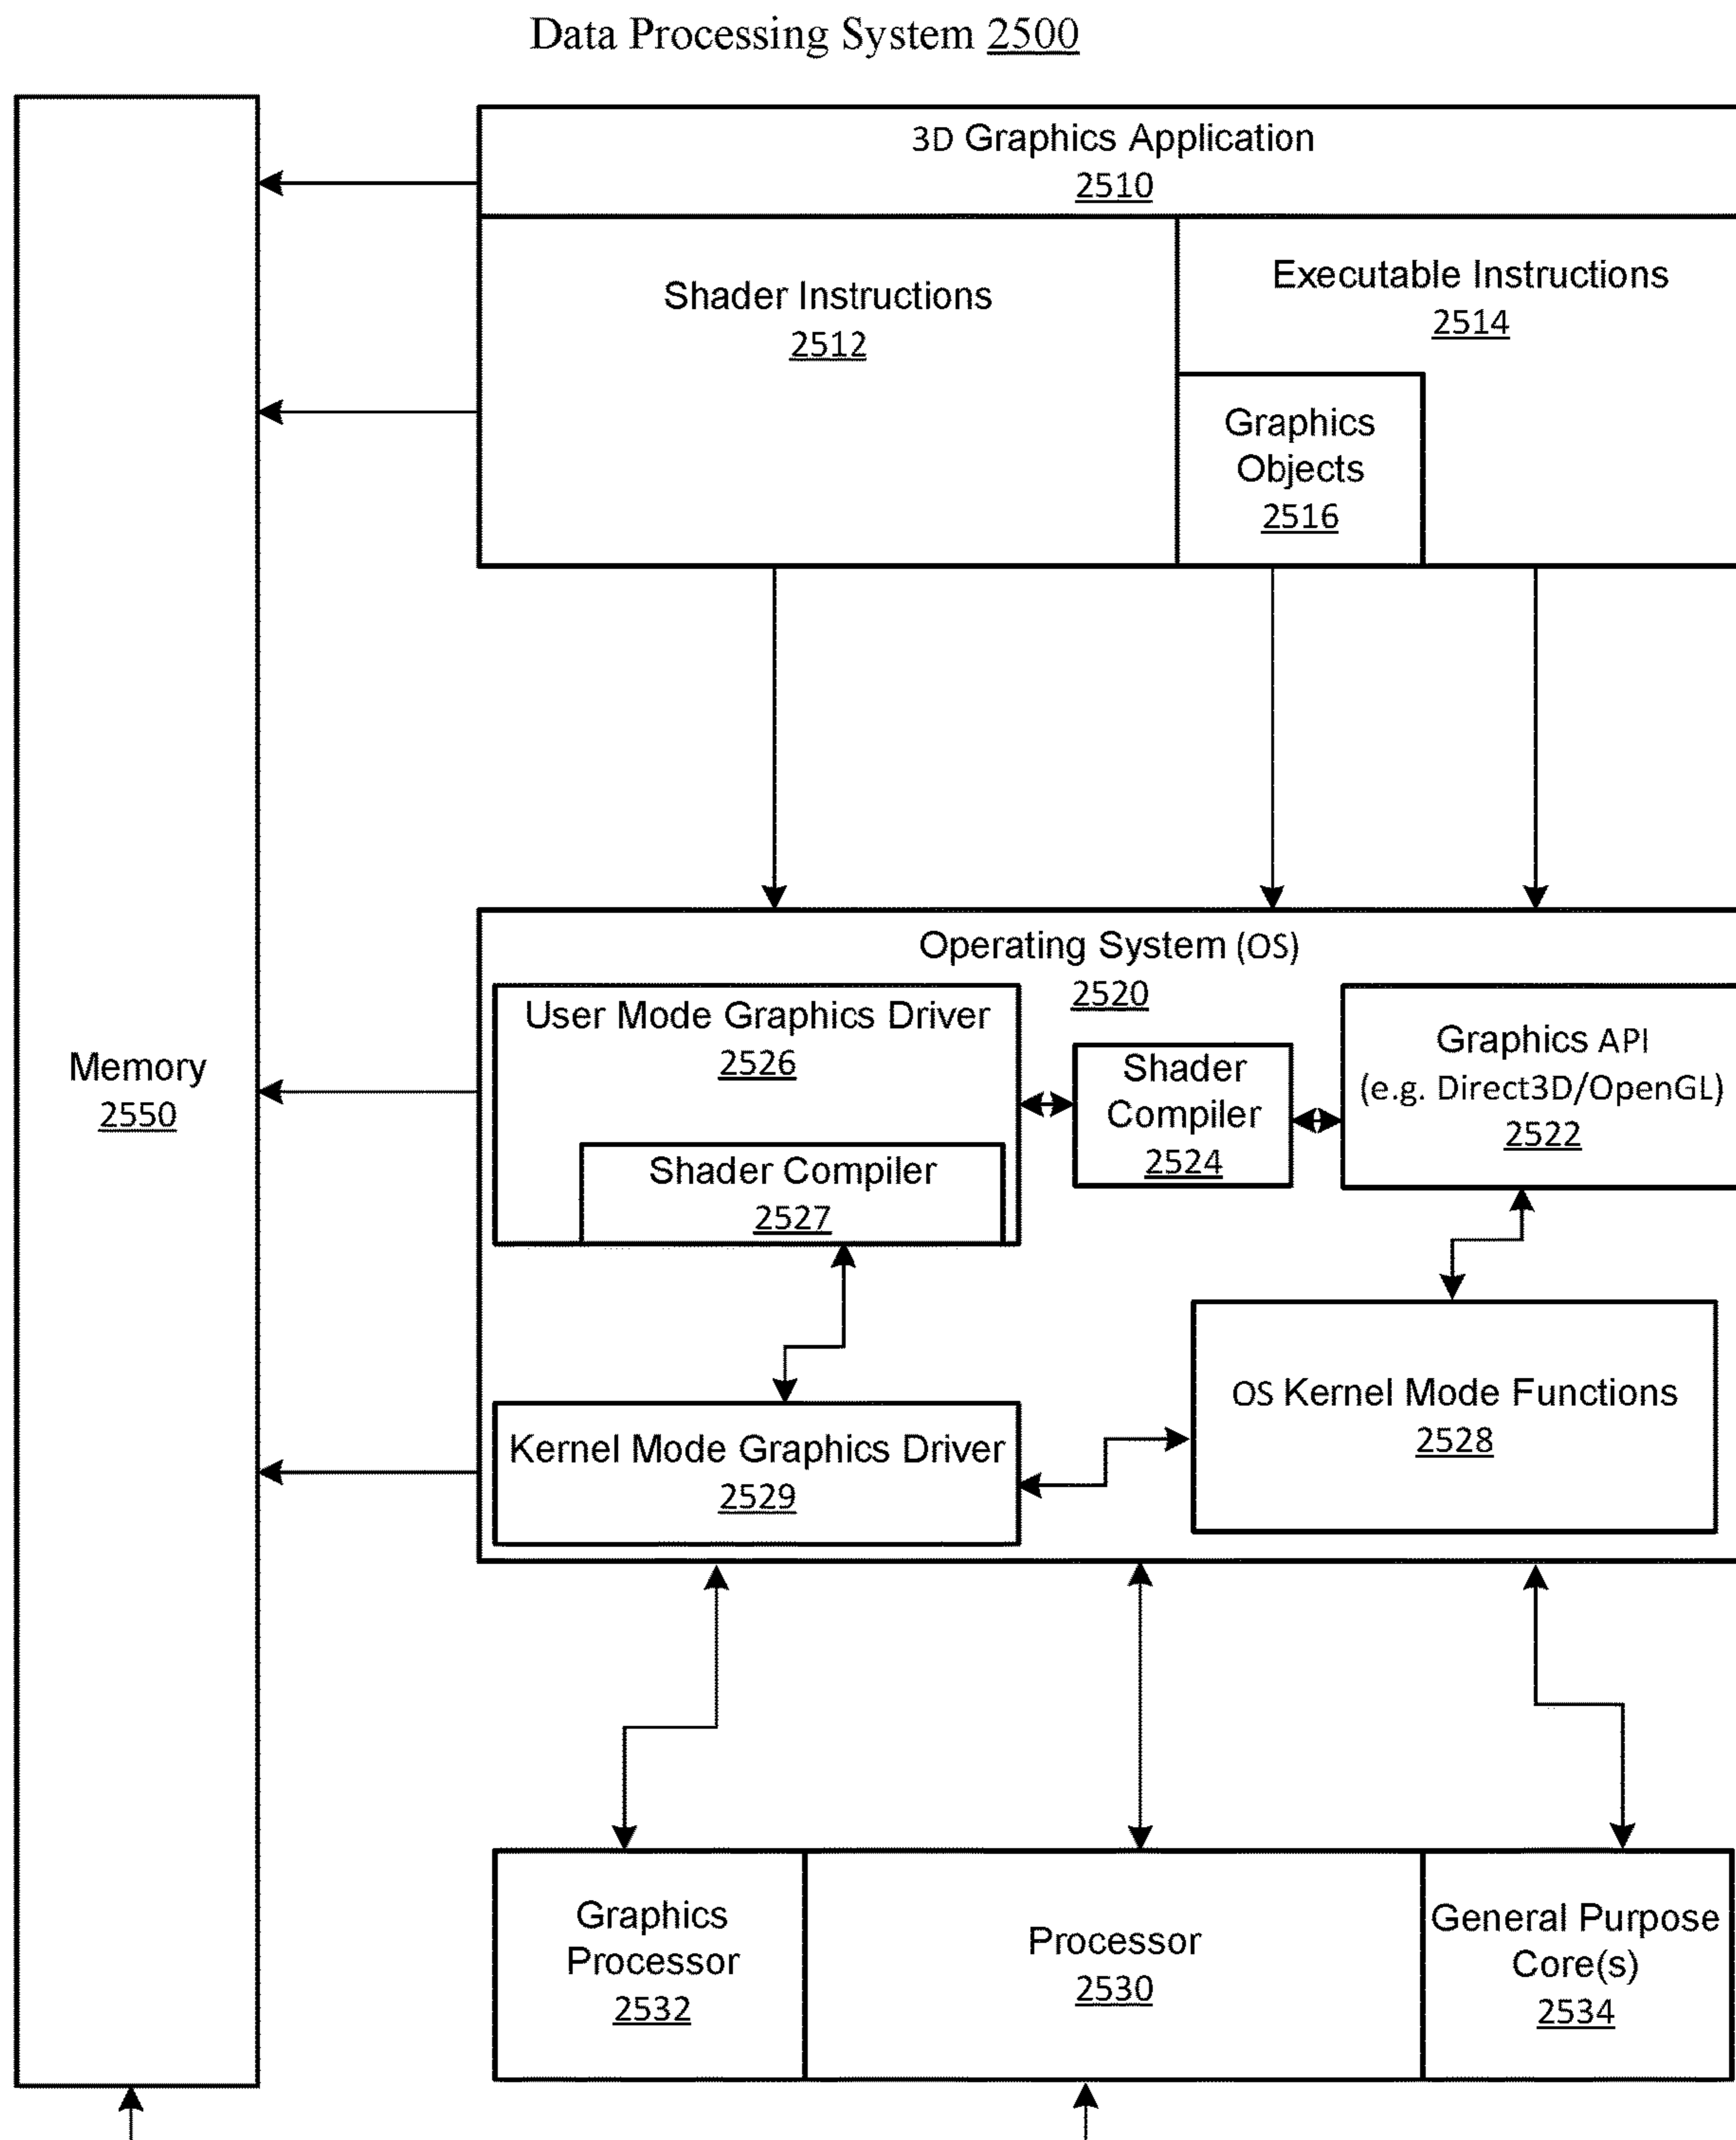 Data Processing System 2500
3D Graphics Application
2510
Shader Instructions
2512
Executable Instructions
2514
Graphics
Objects
2516
Operating System (OS)
2520
User Mode Graphics Driver
2526
Shader Compiler
2527
Shader
Compiler
2524
Graphics API
(e.g. Direct3D/OpenGL)
2522
Memory
2550
OS Kernel Mode Functions
2528
Kernel Mode Graphics Driver
2529
Graphics
Processor
2532
Processor
2530
General Purpose
Core(s)
2534